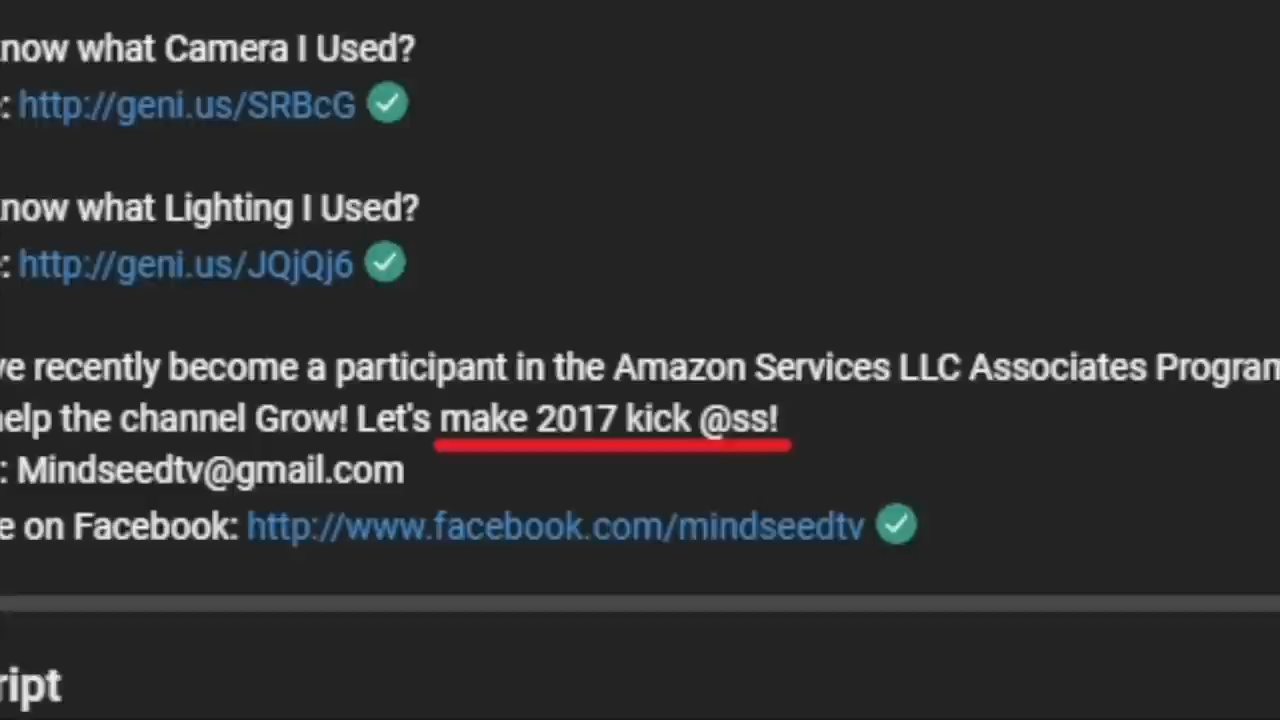 now what Camera I Used?
: http://geni.us/SRBcG
now what Lighting I Used?
: http://geni.us/JQjQj6
ve recently become a participant in the Amazon Services LLC Associates Program
help the channel Grow! Let's make 2017 kick @ss!
: Mindseedtv@gmail.com
e on Facebook: http://www.facebook.com/mindseedtv
ript